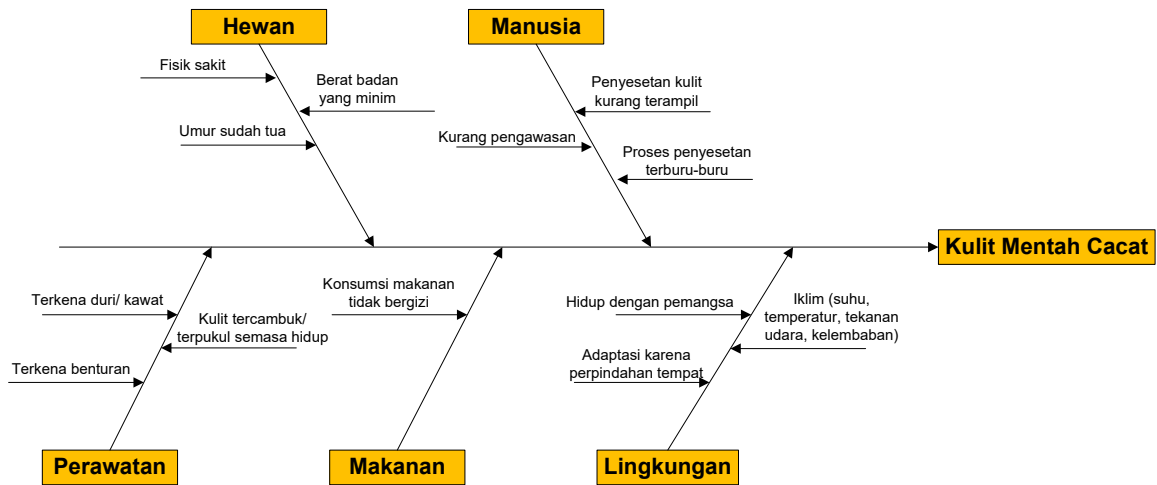 Hewan
Manusia
Fisik sakit
Berat badan
yang minim
Umur sudah tua
Penyesetan kulit
kurang terampil
Kurang pengawasan
Proses penyesetan
terburu-buru
Kulit Mentah Cacat
Terkena duri/ kawat
Kulit tercambuk/
terpukul semasa hidup
Terkena benturan
Konsumsi makanan
tidak bergizi
Hidup dengan pemangsa
Iklim (suhu,
temperatur, tekanan
udara, kelembaban)
Adaptasi karena
perpindahan tempat
Perawatan
Makanan
Lingkungan